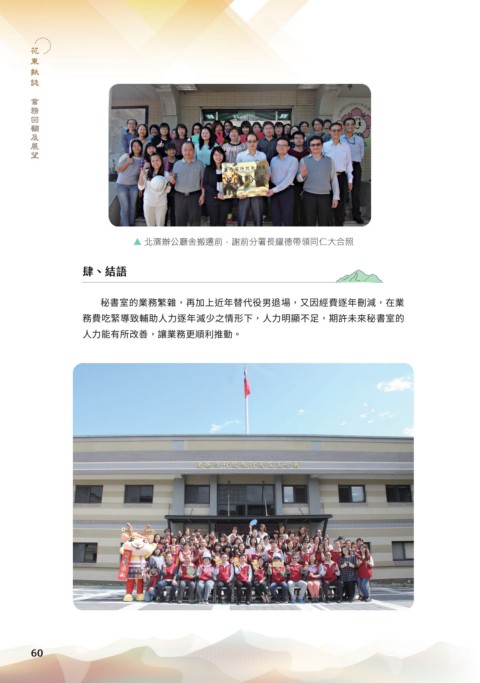 花東執誌
業務回顧及展望
▲ 北濱辦公廳舍搬遷前，謝前分署長耀德帶領同仁大合照
肆、結語
秘書室的業務繁雜，再加上近年替代役男退場，又因經費逐年刪減，在業
務費吃緊導致輔助人力逐年減少之情形下，人力明顯不足，期許未來秘書室的
人力能有所改善，讓業務更順利推動。
60